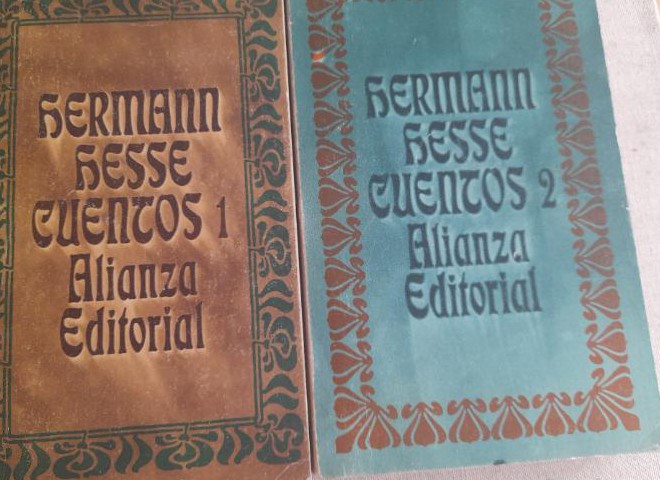 HERMANN
HESSE
CUENTOS 1
Alianza
Editorial
HERMANN
HESSE
CUENTOS 2
Alianza
Editorial